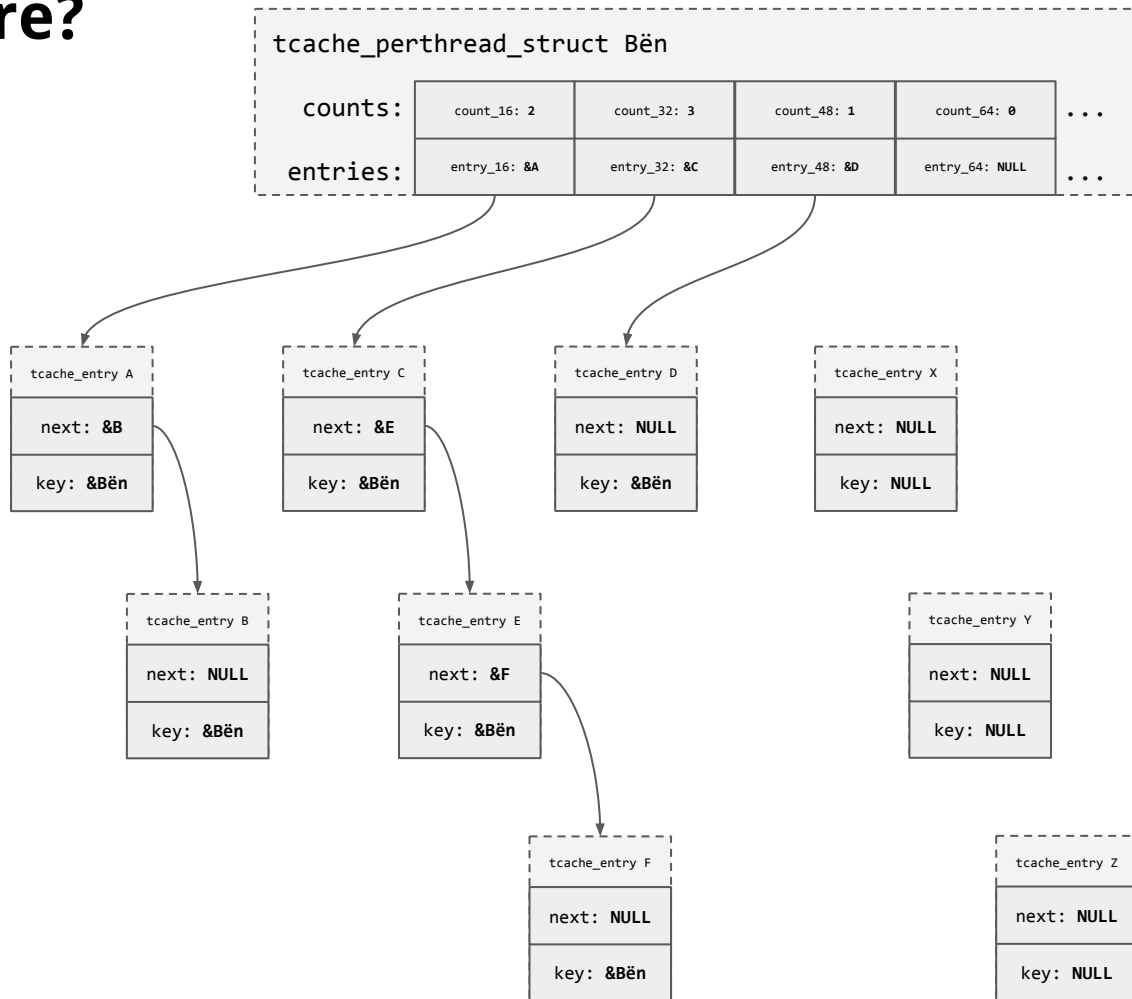 re?
tcache_perthread_struct Bën
counts: count_16: 2 count_32: 3 count_48: 1 count_64: 0 ...
entries: entry_16: &A entry_32: &C entry_48: &D entry_64: NULL ...
tcache_entry A tcache_entry C tcache_entry D tcache_entry X
next: &B next: &E next: NULL next: NULL
key: &Bën key: &Bën key: &Bën key: NULL
tcache_entry B tcache_entry E tcache_entry Y
next: NULL next: &F next: NULL
key: &Bën key: &Bën key: NULL
tcache_entry F tcache_entry Z
next: NULL next: NULL
key: &Bën key: NULL